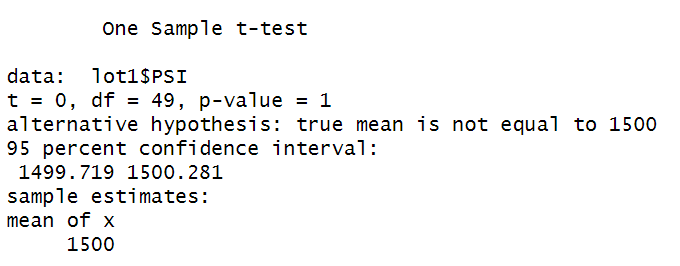 One Sample t-test
data: lot1$PSI
t = 0, df = 49, p-value = 1
alternative hypothesis: true mean is not equal to 1500
95 percent confidence interval:
1499.719 1500.281
sample estimates:
mean of x
1500